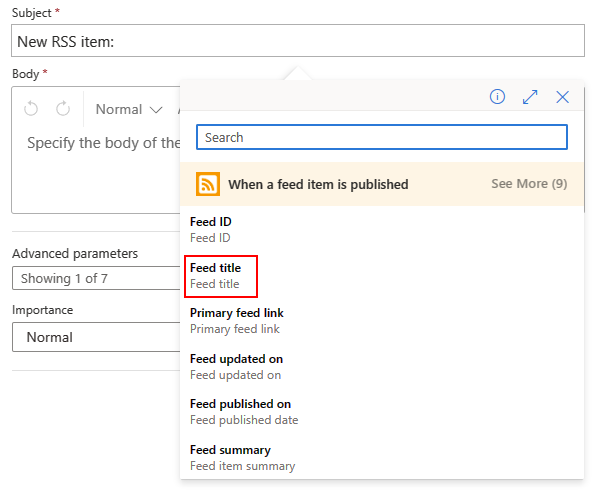 Subject *
New RSS item:
Body *
Normal
Specify the body of the
Search
When a feed item is published See More (9)
Feed ID
Feed ID
Feed title
Feed title
Primary feed link
Primary feed link
Feed updated on
Feed updated on
Feed published on
Feed published date
Feed summary
Feed item summary
Advanced parameters
Showing 1 of 7
Importance
Normal